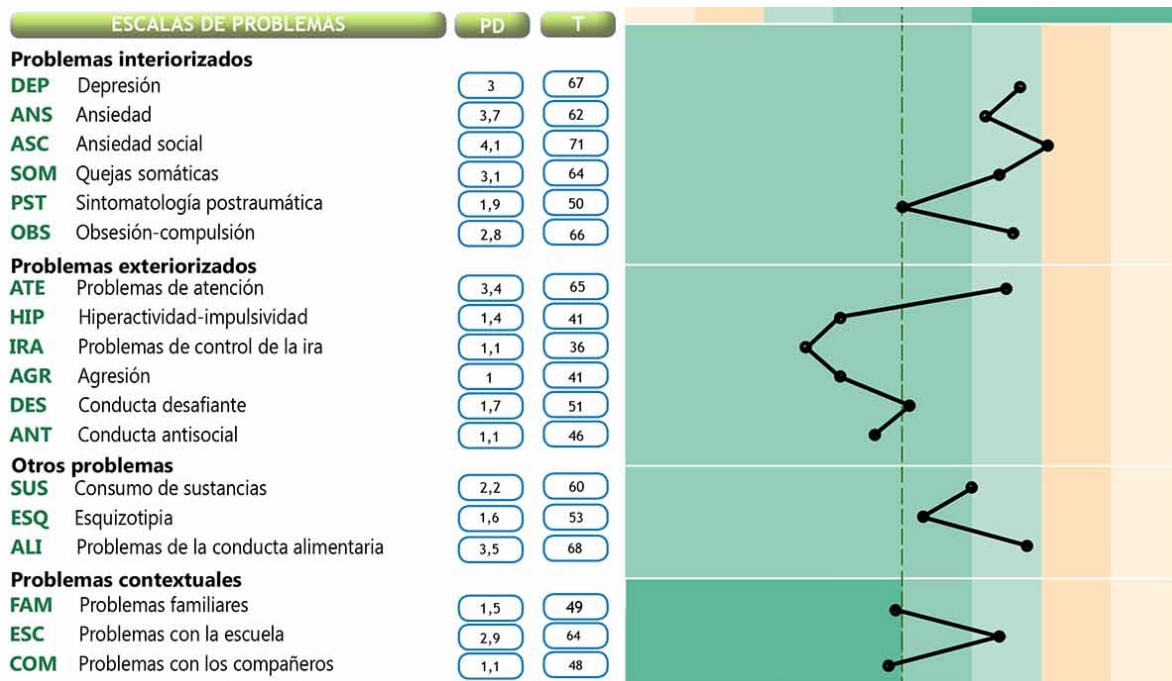 ESCALAS DE PROBLEMAS PD T
Problemas interiorizados
DEP Depresión 3 67
ANS Ansiedad 3,7 62
ASC Ansiedad social 4,1 71
SOM Quejas somáticas 3,1 64
PST Sintomatología postraumática 1,9 50
OBS Obsesión-compulsión 2,8 66
Problemas exteriorizados
ATE Problemas de atención 3,4 65
HIP Hiperactividad-impulsividad 1,4 41
IRA Problemas de control de la ira 1,1 36
AGR Agresión 1 41
DES Conducta desafiante 1,7 51
ANT Conducta antisocial 1,1 46
Otros problemas
SUS Consumo de sustancias 2,2 60
ESQ Esquizotipia 1,6 53
ALI Problemas de la conducta alimentaria 3,5 68
Problemas contextuales
FAM Problemas familiares 1,5 49
ESC Problemas con la escuela 2,9 64
COM Problemas con los compañeros 1,1 48